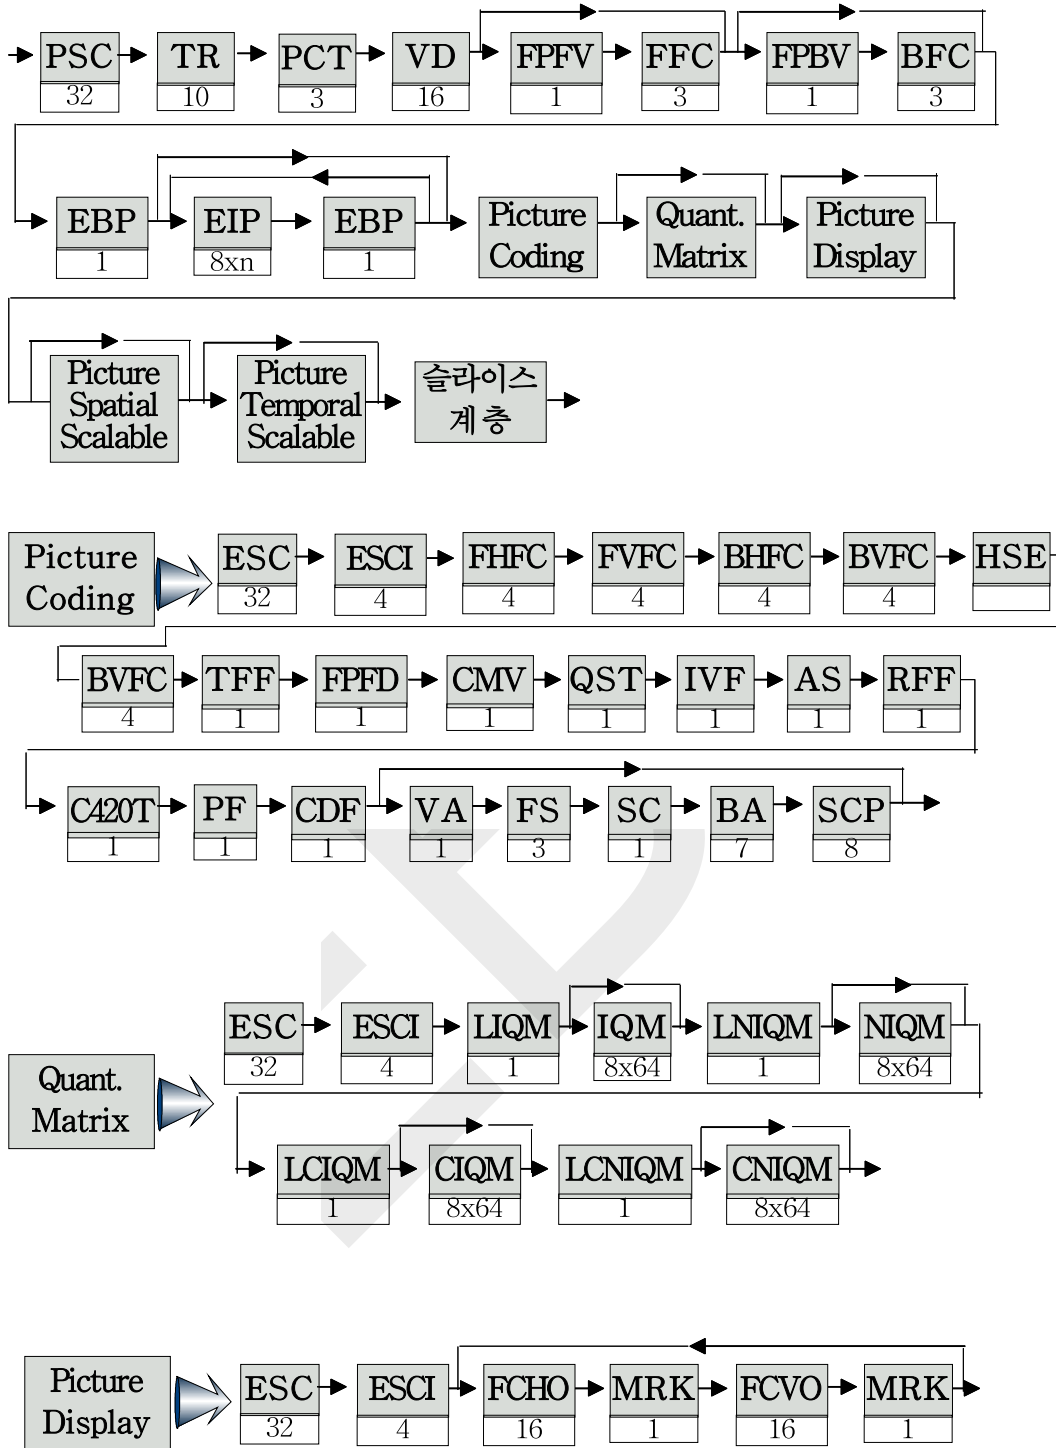 PSC TR PCT VD FPFV FFC FPBV BFC
32 10 3 16 1 3 1 3
EBP EIP EBP Picture Coding Quant. Matrix Picture Display
1 8xn 1
Picture Spatial Scalable Picture Temporal Scalable 슬라이스 계층
Picture Coding
ESC ESCI FHFC FVFC BHFC BVFC HSE
32 4 4 4 4 4
BVFC TFF FPFD CMV QST IVF AS RFF
4 1 1 1 1 1 1 1
C420T PF CDF VA FS SC BA SCP
1 1 1 1 3 1 7 8
Quant. Matrix
ESC ESCI LIQM IQM LNIQM NIQM
32 4 1 8x64 1 8x64
LCIQM CIQM LCNIQM CNIQM
1 8x64 1 8x64
Picture Display
ESC ESCI FCHO MRK FCVO MRK
32 4 16 1 16 1